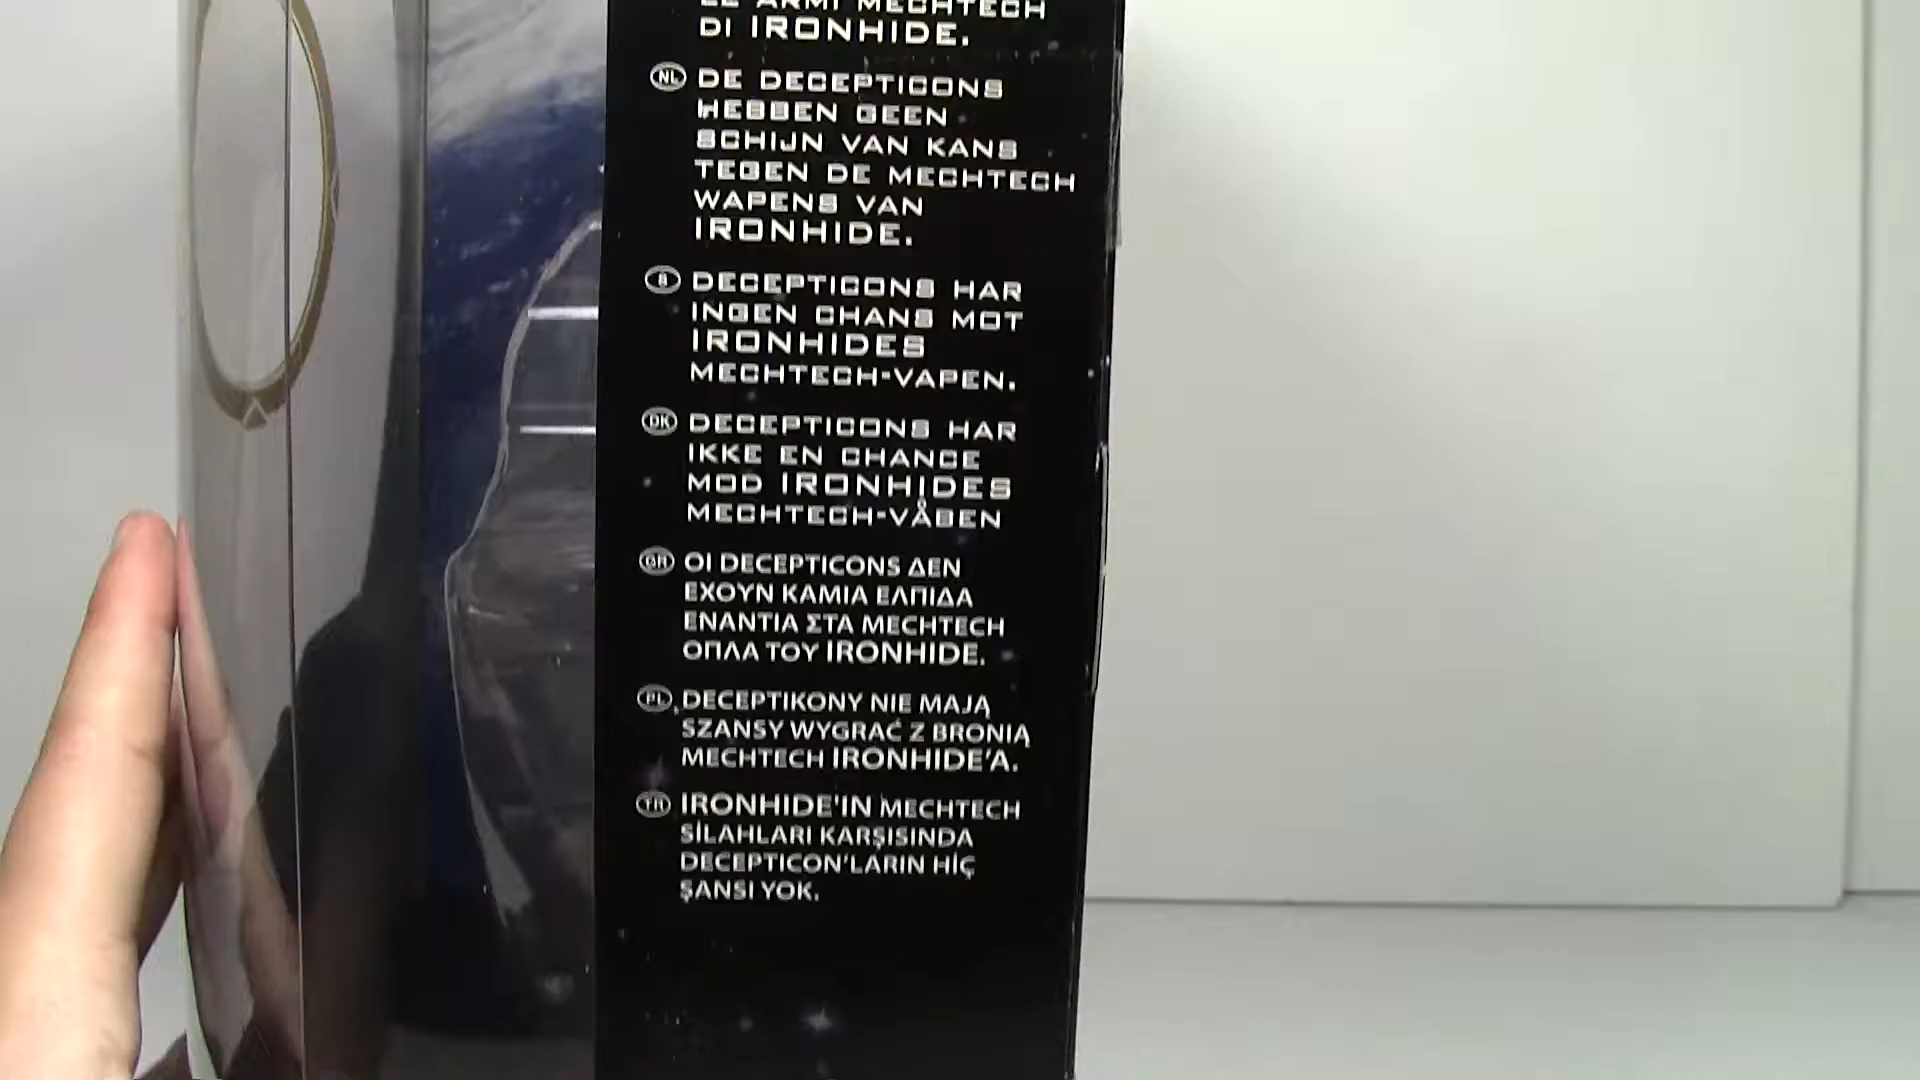 LE ARMI MECHTECH
DI IRONHIDE.
NL DE DECEPTICONS
HEBBEN GEEN
SCHIJN VAN KANS
TEGEN DE MECHTECH
WAPENS VAN
IRONHIDE.
S DECEPTICONS HAR
INGEN CHANS MOT
IRONHIDES
MECHTECH-VAPEN.
DK DECEPTICONS HAR
IKKE EN CHANCE
MOD IRONHIDES
MECHTECH-VÅBEN
GR ΟΙ DECEPTICONS ΔΕΝ
ΕΧΟΥΝ ΚΑΜΙΑ ΕΛΠΙΔΑ
ΕΝΑΝΤΙΑ ΣΤΑ MECHTECH
ΟΠΛΑ ΤΟΥ IRONHIDE.
PL DECEPTIKONY NIE MAJĄ
SZANSY WYGRAĆ Z BRONIĄ
MECHTECH IRONHIDE'A.
TR IRONHIDE'IN MECHTECH
SİLAHLARI KARŞISINDA
DECEPTICON'LARIN HİÇ
ŞANSI YOK.